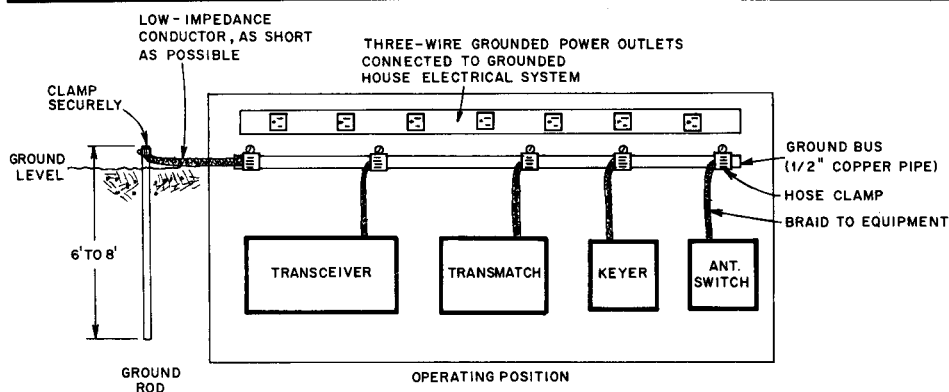 LOW-IMPEDANCE
CONDUCTOR, AS SHORT
AS POSSIBLE
THREE-WIRE GROUNDED POWER OUTLETS
CONNECTED TO GROUNDED
HOUSE ELECTRICAL SYSTEM
CLAMP
SECURELY
GROUND
LEVEL
GROUND BUS
(1/2" COPPER PIPE)
HOSE CLAMP
BRAID TO EQUIPMENT
6' TO 8'
TRANSCEIVER
TRANSMATCH
KEYER
ANT.
SWITCH
GROUND
ROD
OPERATING POSITION